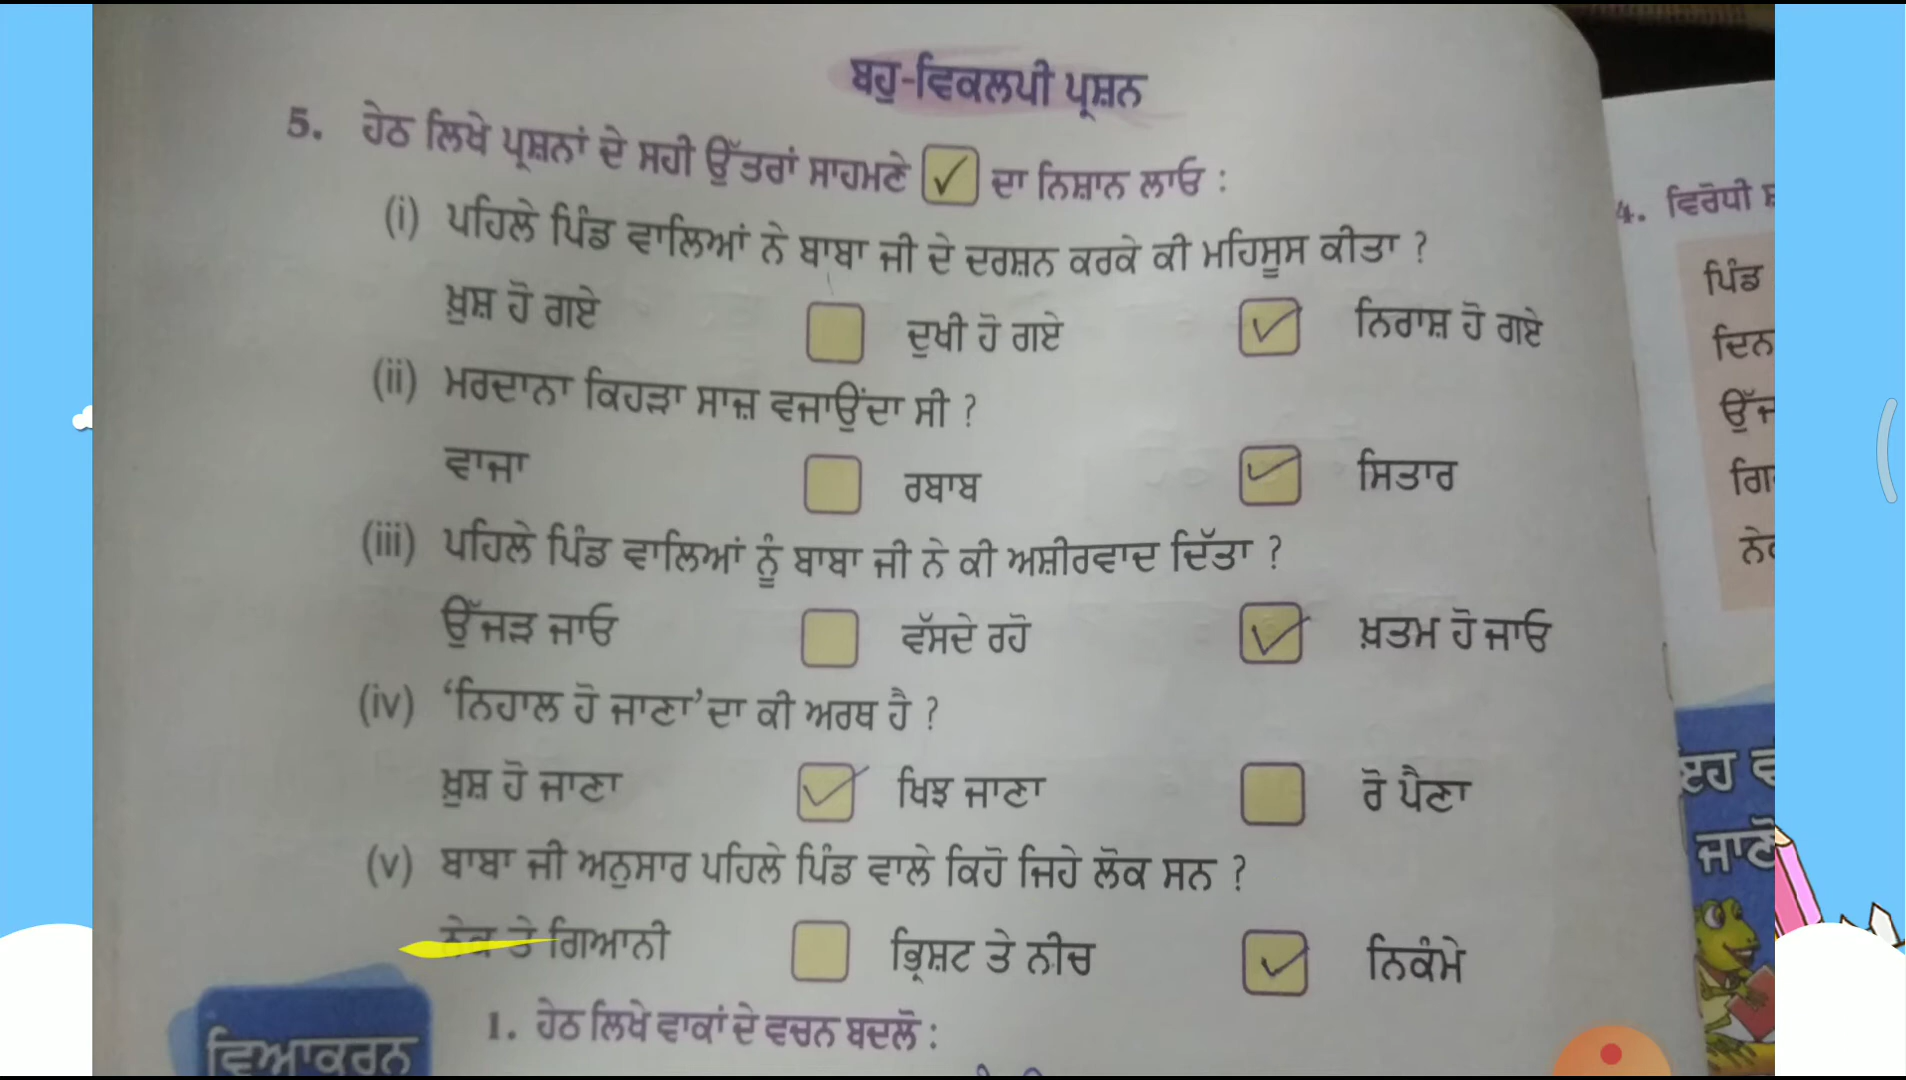 ਬਹੁ-ਵਿਕਲਪੀ ਪ੍ਰਸ਼ਨ
5. ਹੇਠ ਲਿਖੇ ਪ੍ਰਸ਼ਨਾਂ ਦੇ ਸਹੀ ਉੱਤਰਾਂ ਸਾਹਮਣੇ ✓ ਦਾ ਨਿਸ਼ਾਨ ਲਾਓ :
(i) ਪਹਿਲੇ ਪਿੰਡ ਵਾਲਿਆਂ ਨੇ ਬਾਬਾ ਜੀ ਦੇ ਦਰਸ਼ਨ ਕਰਕੇ ਕੀ ਮਹਿਸੂਸ ਕੀਤਾ ?
ਖ਼ੁਸ਼ ਹੋ ਗਏ ਦੁਖੀ ਹੋ ਗਏ ✓ ਨਿਰਾਸ਼ ਹੋ ਗਏ
(ii) ਮਰਦਾਨਾ ਕਿਹੜਾ ਸਾਜ਼ ਵਜਾਉਂਦਾ ਸੀ ?
ਵਾਜਾ ਰਬਾਬ ✓ ਸਿਤਾਰ
(iii) ਪਹਿਲੇ ਪਿੰਡ ਵਾਲਿਆਂ ਨੂੰ ਬਾਬਾ ਜੀ ਨੇ ਕੀ ਅਸ਼ੀਰਵਾਦ ਦਿੱਤਾ ?
ਉੱਜੜ ਜਾਓ ਵੱਸਦੇ ਰਹੋ ✓ ਖ਼ਤਮ ਹੋ ਜਾਓ
(iv) ‘ਨਿਹਾਲ ਹੋ ਜਾਣਾ’ ਦਾ ਕੀ ਅਰਥ ਹੈ ?
ਖ਼ੁਸ਼ ਹੋ ਜਾਣਾ ✓ ਖਿਝ ਜਾਣਾ ਰੋ ਪੈਣਾ
(v) ਬਾਬਾ ਜੀ ਅਨੁਸਾਰ ਪਹਿਲੇ ਪਿੰਡ ਵਾਲੇ ਕਿਹੋ ਜਿਹੇ ਲੋਕ ਸਨ ?
ਨੇਕ ਤੇ ਗਿਆਨੀ ਭ੍ਰਿਸ਼ਟ ਤੇ ਨੀਚ ✓ ਨਿਕੰਮੇ
ਵਿਆਕਰਨ
1. ਹੇਠ ਲਿਖੇ ਵਾਕਾਂ ਦੇ ਵਚਨ ਬਦਲੋ :
4. ਵਿਰੋਧੀ
ਪਿੰਡ
ਦਿਨ